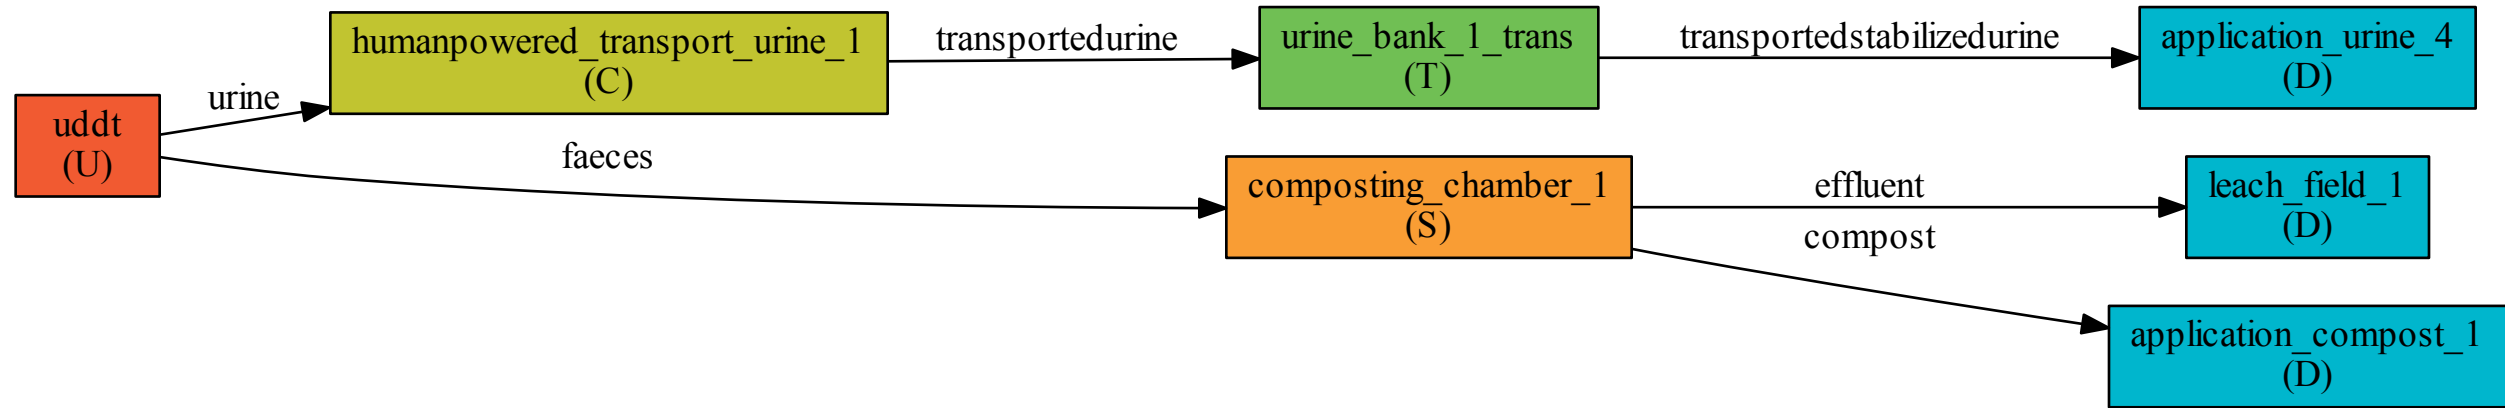 uddt
(U)
urine
faeces
humanpowered_transport_urine_1
(C)
transportedurine
urine_bank_1_trans
(T)
transportedstabilizedurine
application_urine_4
(D)
composting_chamber_1
(S)
effluent
compost
leach_field_1
(D)
application_compost_1
(D)